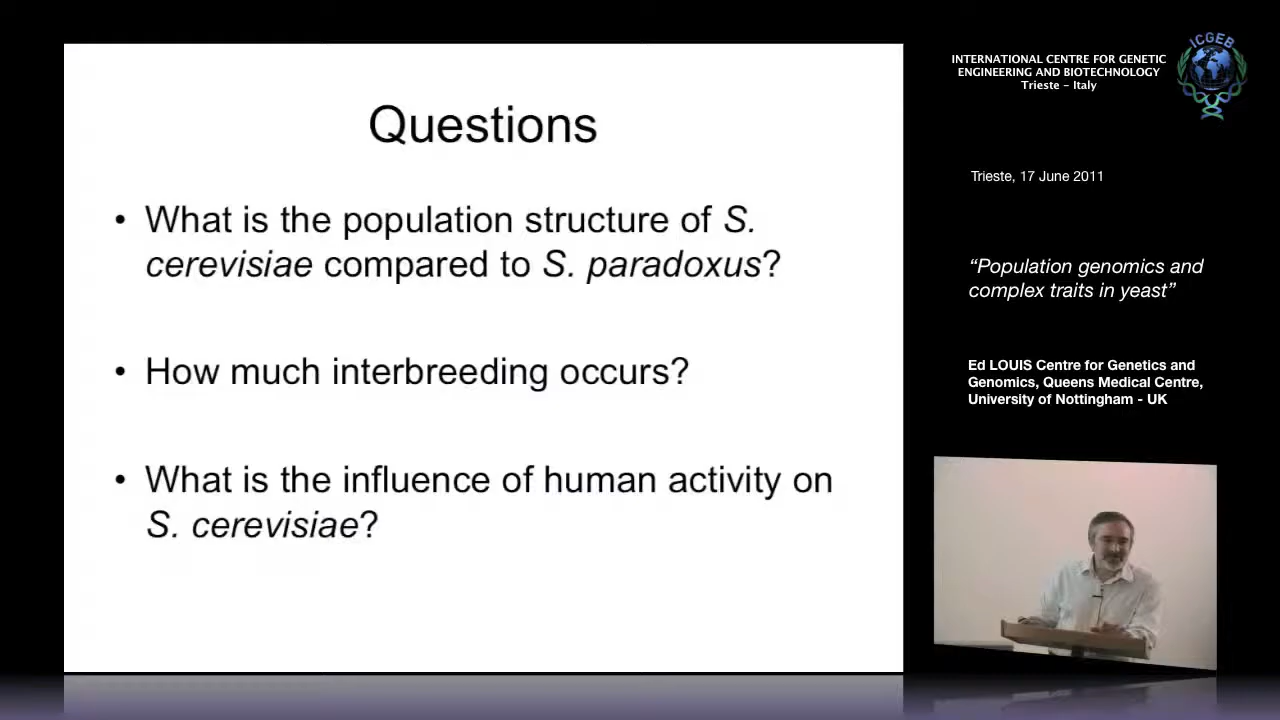 Questions
• What is the population structure of S.
cerevisiae compared to S. paradoxus?
• How much interbreeding occurs?
• What is the influence of human activity on
S. cerevisiae?
INTERNATIONAL CENTRE FOR GENETIC
ENGINEERING AND BIOTECHNOLOGY
Trieste - Italy
ICGEB
Trieste, 17 June 2011
“Population genomics and
complex traits in yeast”
Ed LOUIS Centre for Genetics and
Genomics, Queens Medical Centre,
University of Nottingham - UK